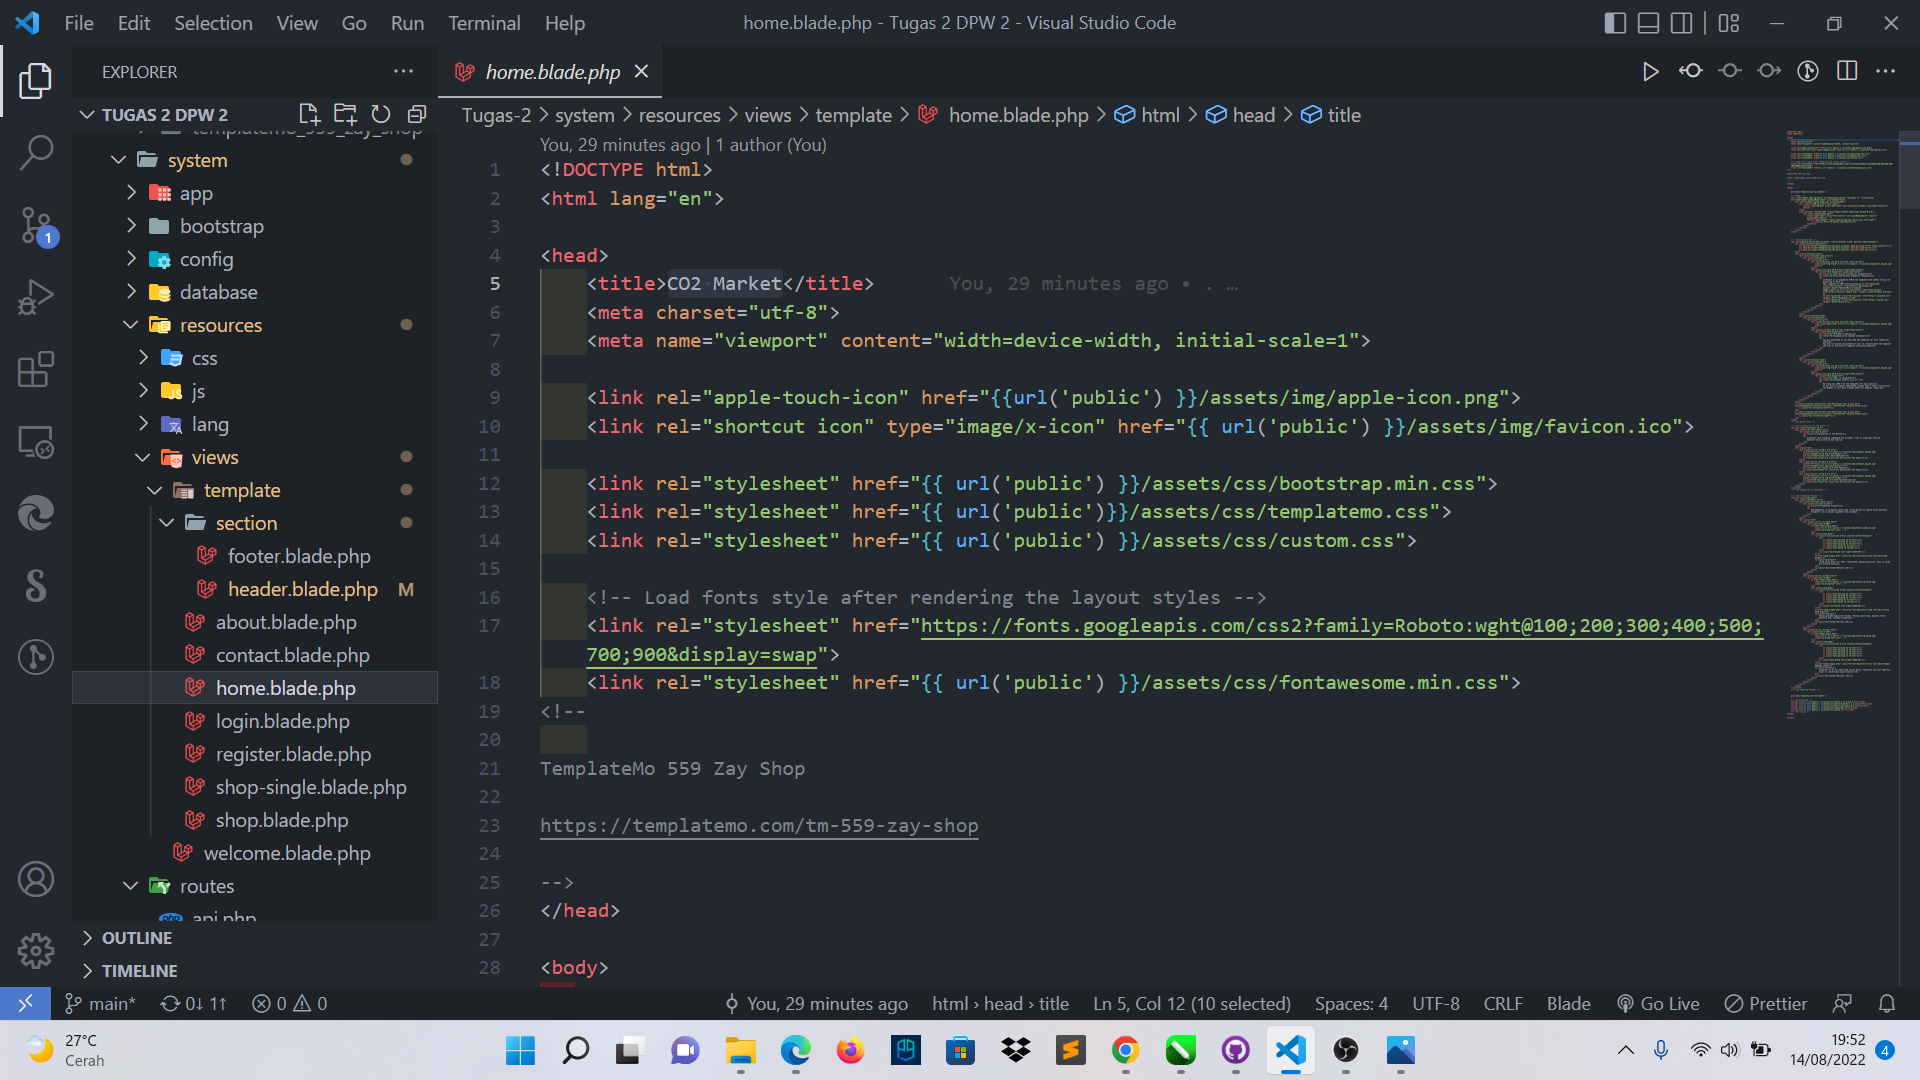 File Edit Selection View Go Run Terminal Help
home.blade.php - Tugas 2 DPW 2 - Visual Studio Code
EXPLORER
home.blade.php
TUGAS 2 DPW 2
Tugas-2 > system > resources > views > template > home.blade.php > html > head > title
templatemo_559_zay_shop
system
app
bootstrap
config
database
resources
css
js
lang
views
template
section
footer.blade.php
header.blade.php M
about.blade.php
contact.blade.php
home.blade.php
login.blade.php
register.blade.php
shop-single.blade.php
shop.blade.php
welcome.blade.php
routes
api.php
OUTLINE
TIMELINE
1
You, 29 minutes ago | 1 author (You)
1 <!DOCTYPE html>
2 <html lang="en">
3
4 <head>
5 <title>CO2·Market</title> You, 29 minutes ago • . …
6 <meta charset="utf-8">
7 <meta name="viewport" content="width=device-width, initial-scale=1">
8
9 <link rel="apple-touch-icon" href="{{url('public') }}/assets/img/apple-icon.png">
10 <link rel="shortcut icon" type="image/x-icon" href="{{ url('public') }}/assets/img/favicon.ico">
11
12 <link rel="stylesheet" href="{{ url('public') }}/assets/css/bootstrap.min.css">
13 <link rel="stylesheet" href="{{ url('public')}}/assets/css/templatemo.css">
14 <link rel="stylesheet" href="{{ url('public') }}/assets/css/custom.css">
15
16 <!-- Load fonts style after rendering the layout styles -->
17 <link rel="stylesheet" href="https://fonts.googleapis.com/css2?family=Roboto:wght@100;200;300;400;500;
700;900&display=swap">
18 <link rel="stylesheet" href="{{ url('public') }}/assets/css/fontawesome.min.css">
19 <!--
20
21 TemplateMo 559 Zay Shop
22
23 https://templatemo.com/tm-559-zay-shop
24
25 -->
26 </head>
27
28 <body>
main* 0↓ 1↑ 0 0
You, 29 minutes ago html › head › title Ln 5, Col 12 (10 selected) Spaces: 4 UTF-8 CRLF Blade Go Live Prettier
27°C
Cerah
19:52
14/08/2022
4